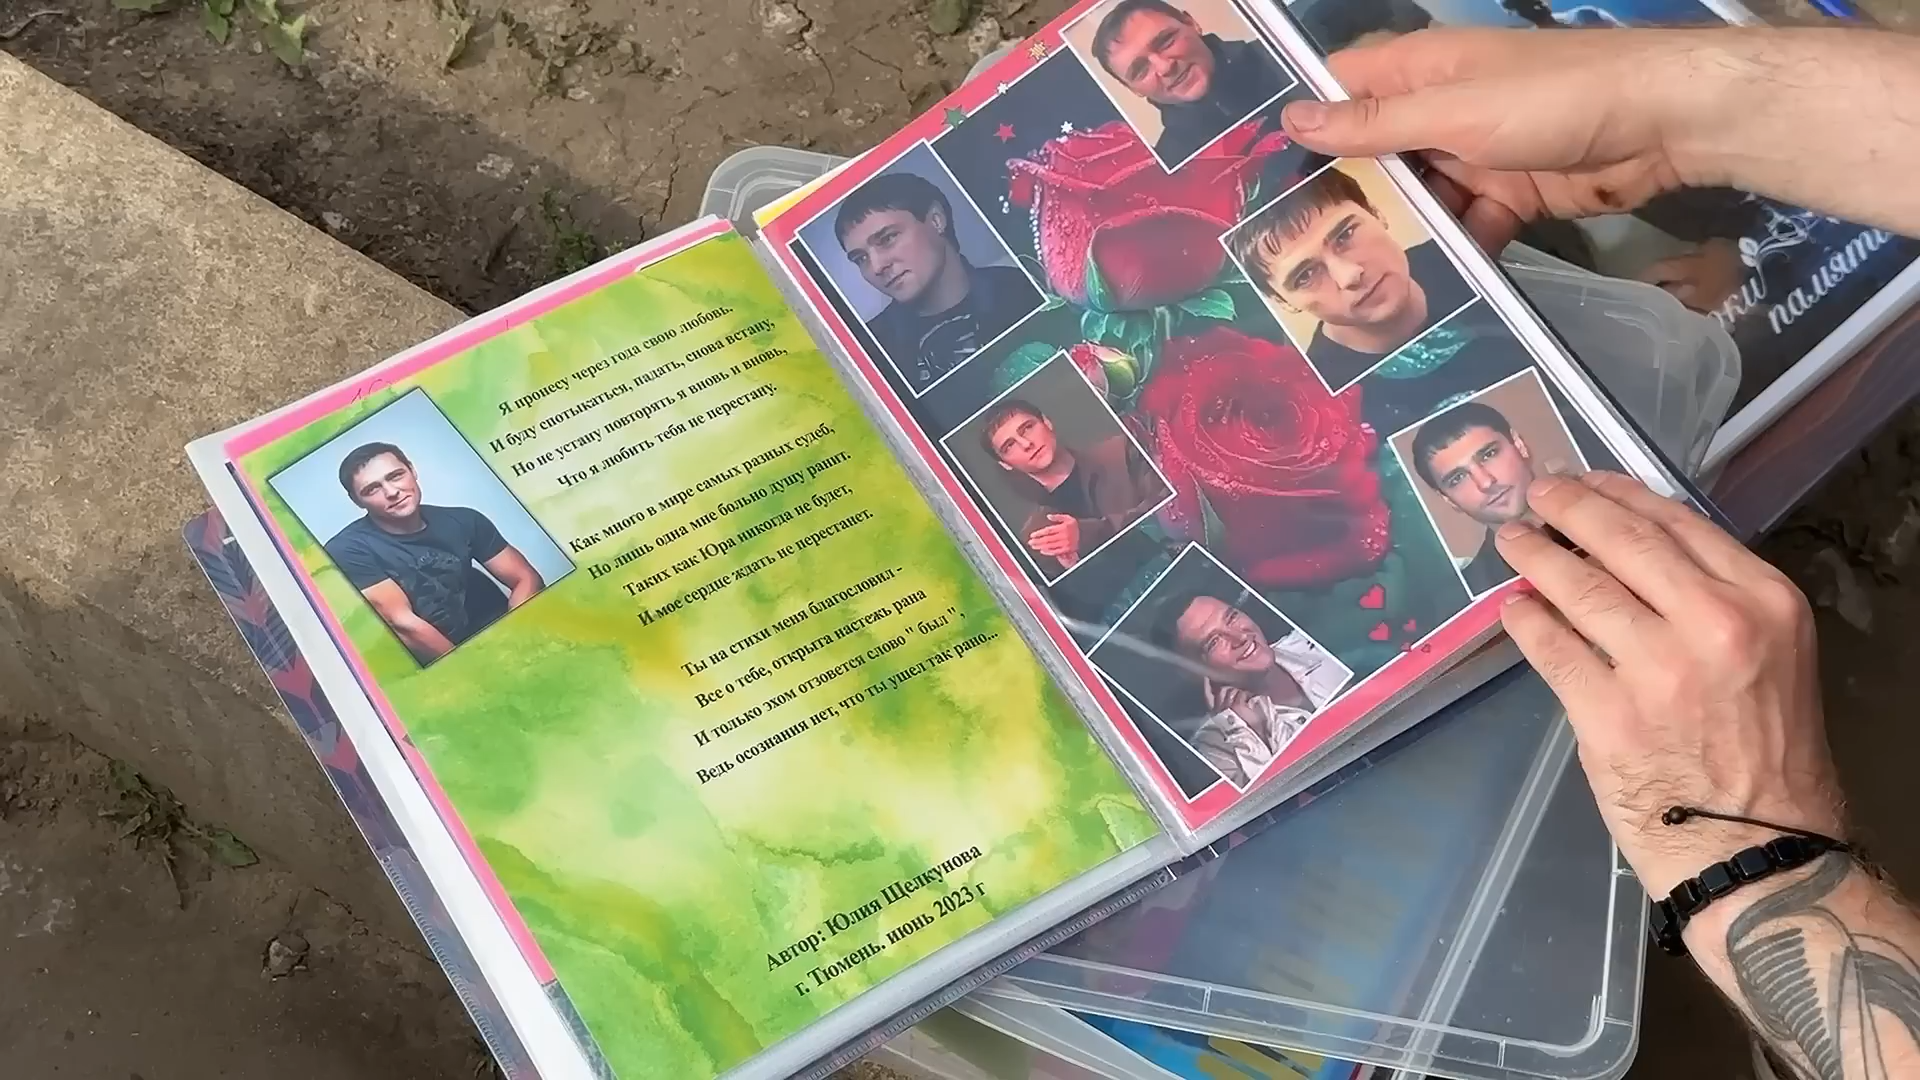 Я пронесу через года свою любовь.
И буду спотыкаться, падать, снова встану,
Но не устану повторять я вновь и вновь,
Что я любить тебя не перестану.
Как много в мире самых разных судеб,
Но лишь одна мне больно душу ранит.
Таких как Юра никогда не будет,
И мое сердце ждать не перестанет.
Ты на стихи меня благословил -
Все о тебе, открыта настежь рана
И только эхом отзовется слово " был ",
Ведь осознания нет, что ты ушел так рано...
Автор: Юлия Щелкунова
г. Тюмень. июнь 2023 г